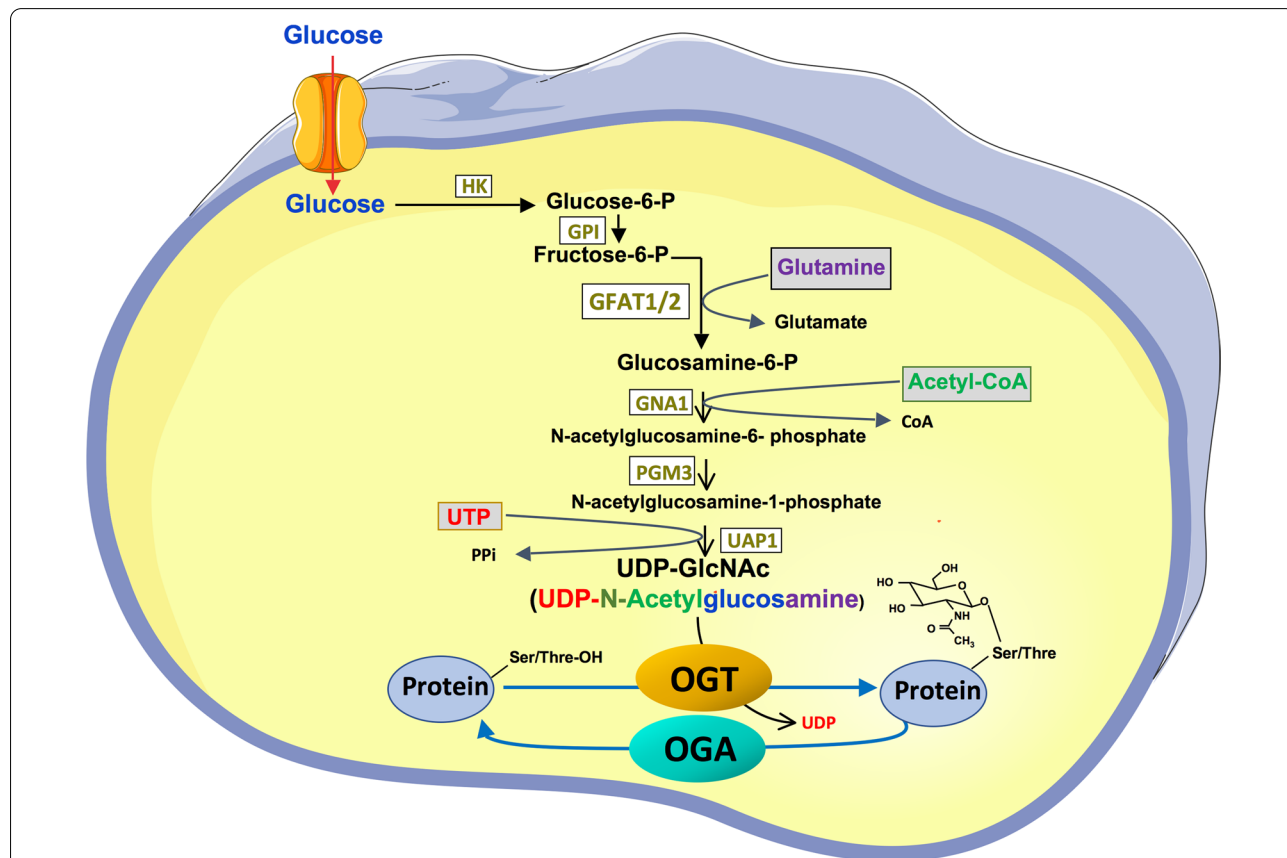 Glucose
Glucose
HK
Glucose-6-P
GPI
Fructose-6-P
Glutamine
GFAT1/2
Glutamate
Glucosamine-6-P
Acetyl-CoA
GNA1
CoA
N-acetylglucosamine-6- phosphate
PGM3
N-acetylglucosamine-1-phosphate
UTP
UAP1
PPi
UDP-GlcNAc
(UDP-N-Acetylglucosamine)
OH
HO
O
HO
O
NH
O
CH3
Ser/Thre-OH
Ser/Thre
Protein
OGT
Protein
UDP
OGA